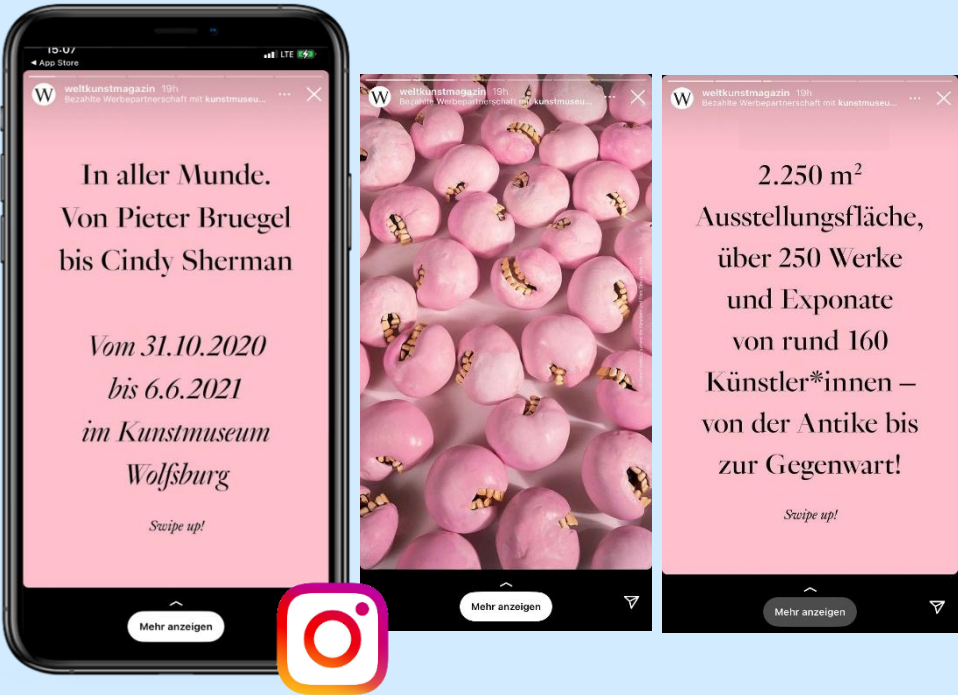 15:07
LTE
App Store
W
weltkunstmagazin 19h
Bezahlte Werbepartnerschaft mit kunstmuseu...
In aller Munde.
Von Pieter Bruegel
bis Cindy Sherman
Vom 31.10.2020
bis 6.6.2021
im Kunstmuseum
Wolfsburg
Swipe up!
Mehr anzeigen
W
weltkunstmagazin 19h
Bezahlte Werbepartnerschaft mit kunstmuseu...
Mehr anzeigen
W
weltkunstmagazin 19h
Bezahlte Werbepartnerschaft mit kunstmuseu...
2.250 m²
Ausstellungsfläche,
über 250 Werke
und Exponate
von rund 160
Künstler*innen –
von der Antike bis
zur Gegenwart!
Swipe up!
Mehr anzeigen